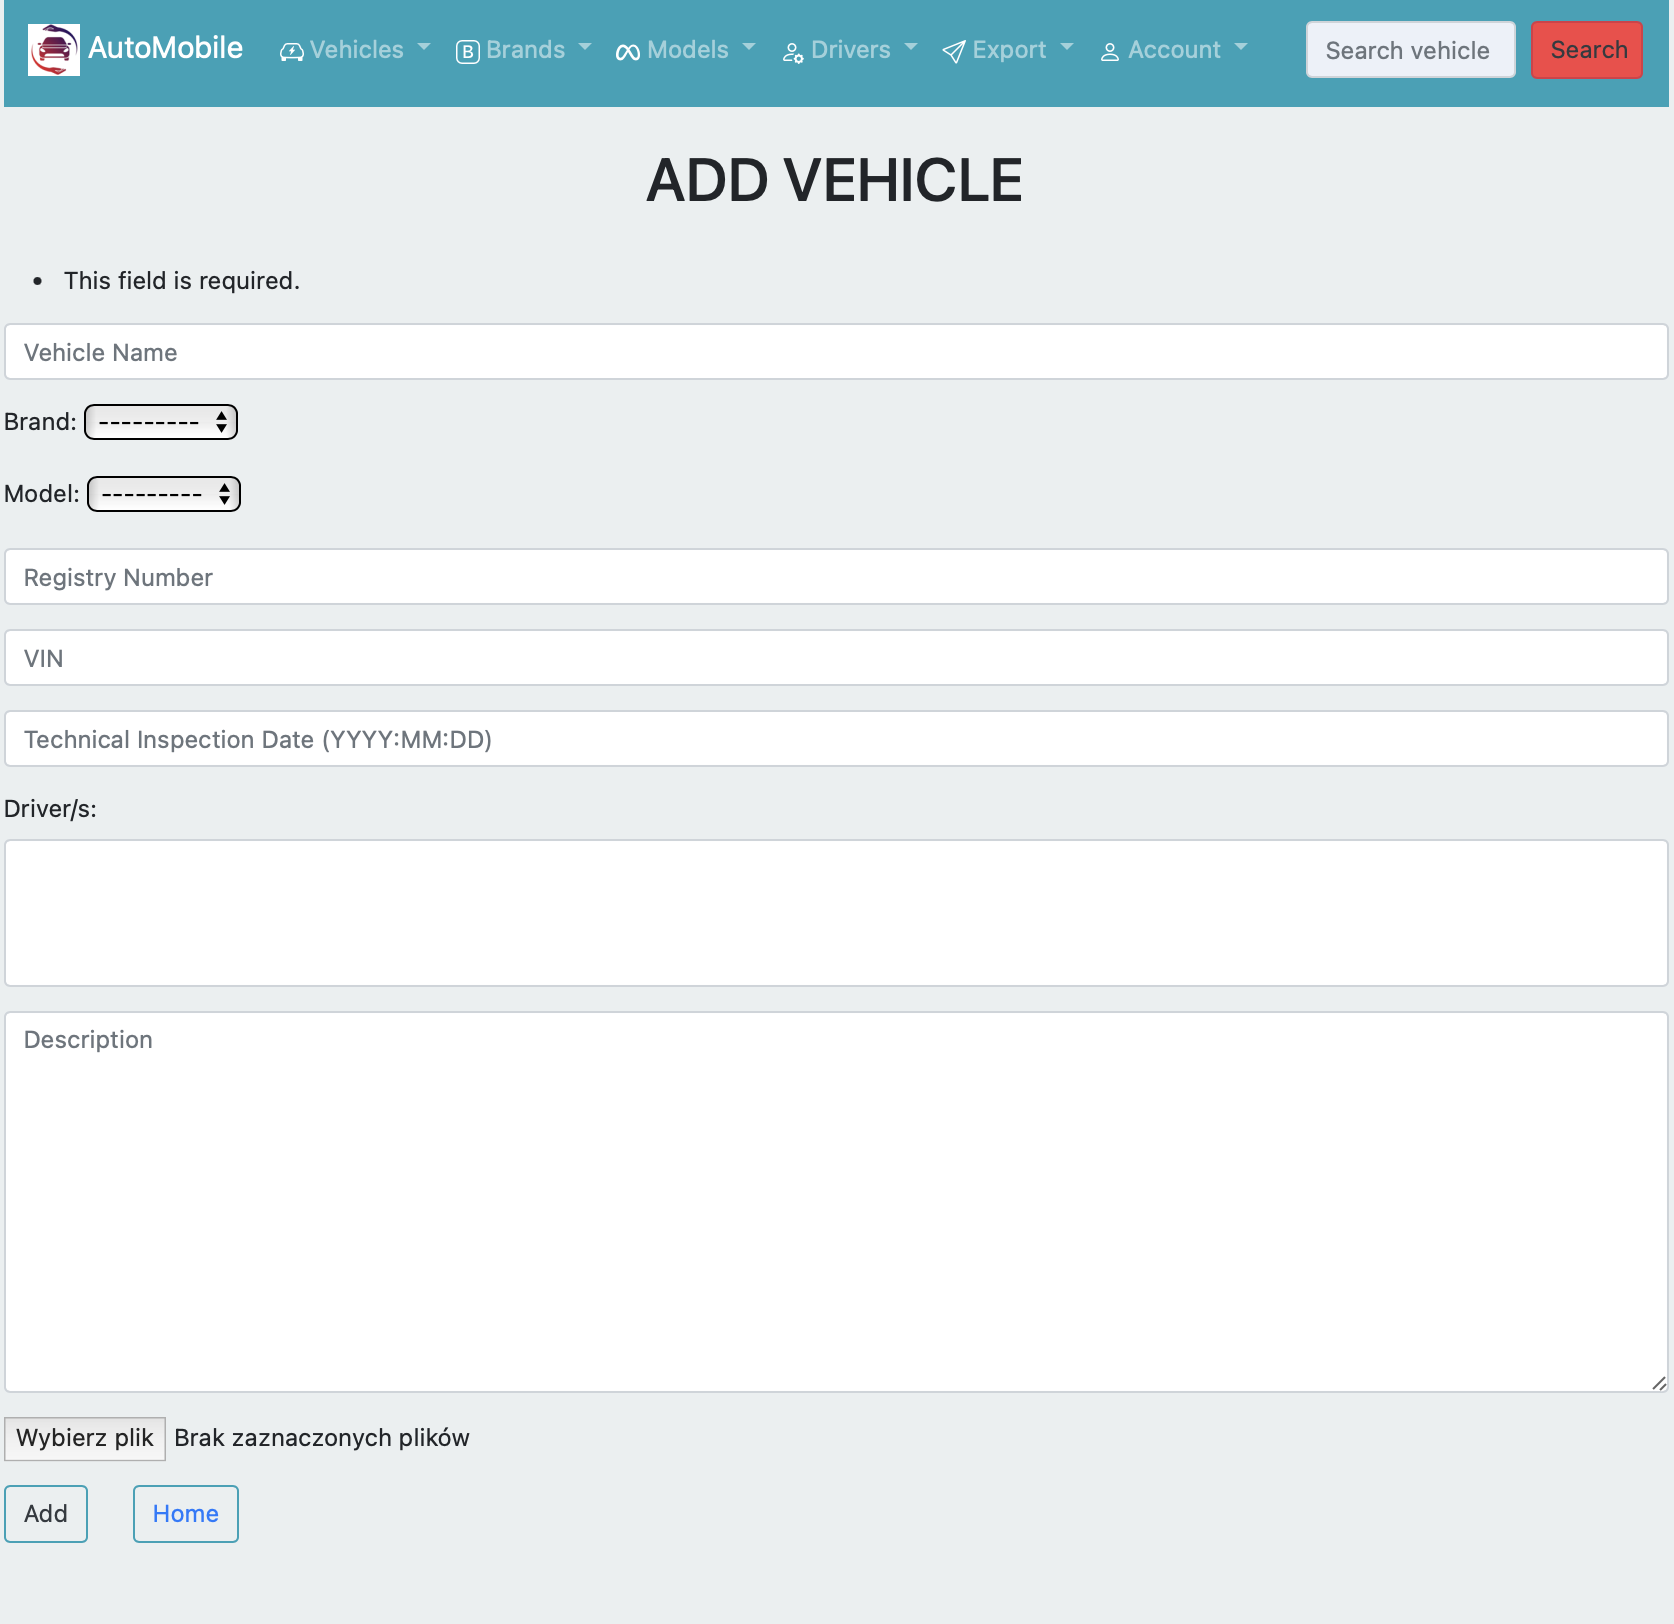 AutoMobile Vehicles B Brands Models Drivers Export Account Search vehicle Search
ADD VEHICLE
• This field is required.
Vehicle Name
Brand: ---------
Model: ---------
Registry Number
VIN
Technical Inspection Date (YYYY:MM:DD)
Driver/s:
Description
Wybierz plik Brak zaznaczonych plików
Add Home